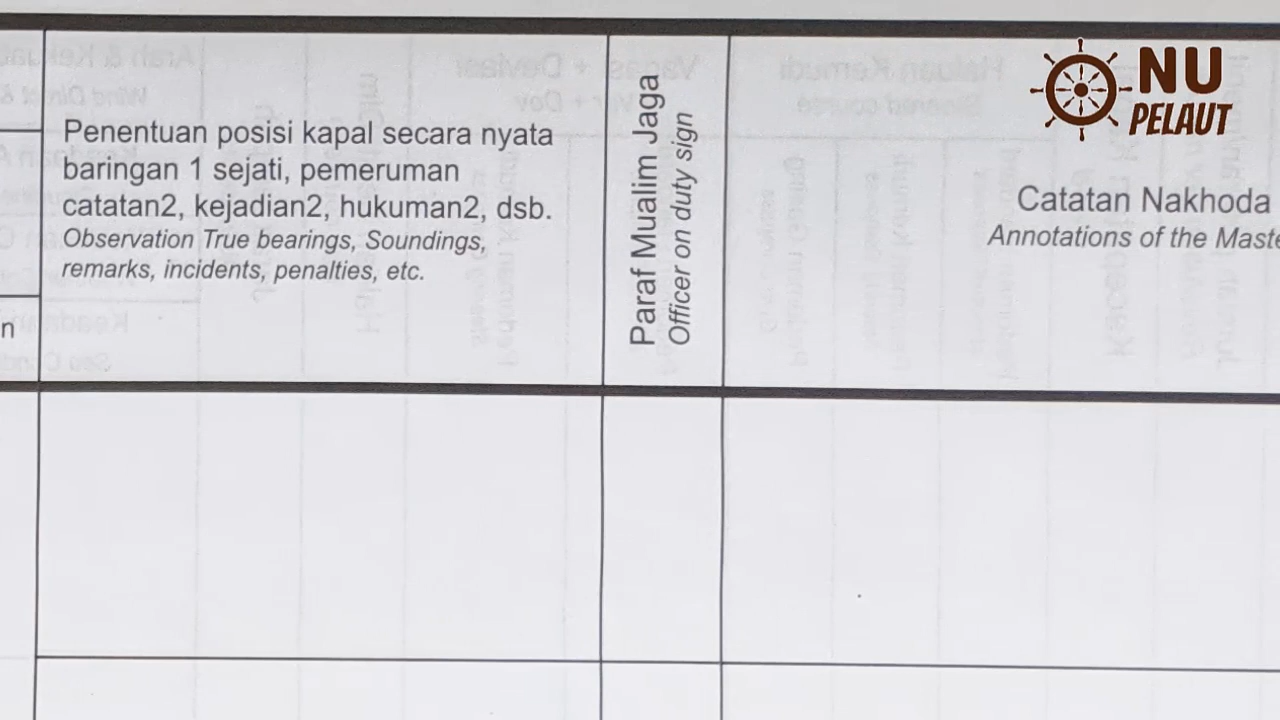 Penentuan posisi kapal secara nyata
baringan 1 sejati, pemeruman
catatan2, kejadian2, hukuman2, dsb.
Observation True bearings, Soundings,
remarks, incidents, penalties, etc.
n
Paraf Mualim Jaga
Officer on duty sign
NU
PELAUT
Catatan Nakhoda
Annotations of the Maste